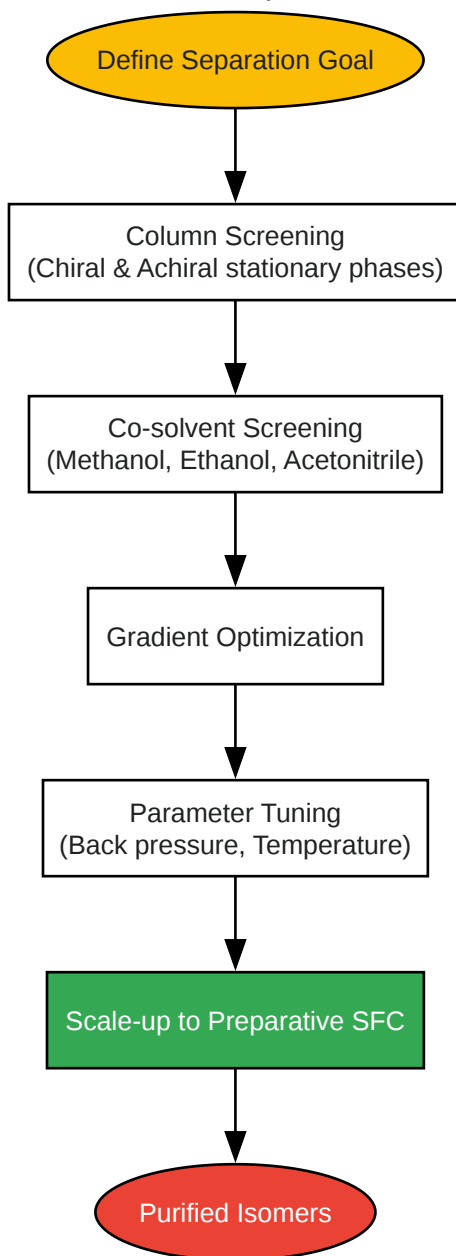 Define Separation Goal
Column Screening
(Chiral & Achiral stationary phases)
Co-solvent Screening
(Methanol, Ethanol, Acetonitrile)
Gradient Optimization
Parameter Tuning
(Back pressure, Temperature)
Scale-up to Preparative SFC
Purified Isomers